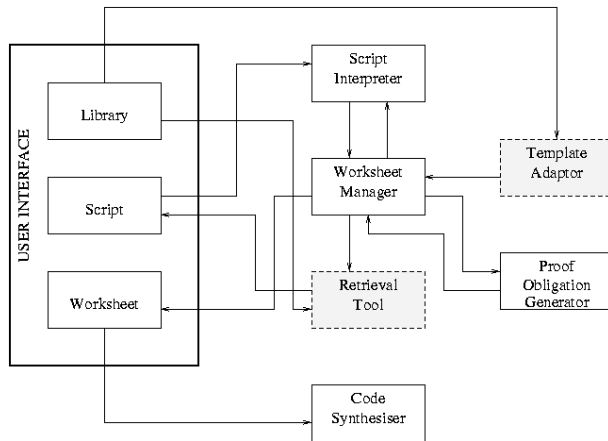 USER INTERFACE
Library
Script
Worksheet
Script
Interpreter
Worksheet
Manager
Retrieval
Tool
Code
Synthesiser
Template
Adaptor
Proof
Obligation
Generator